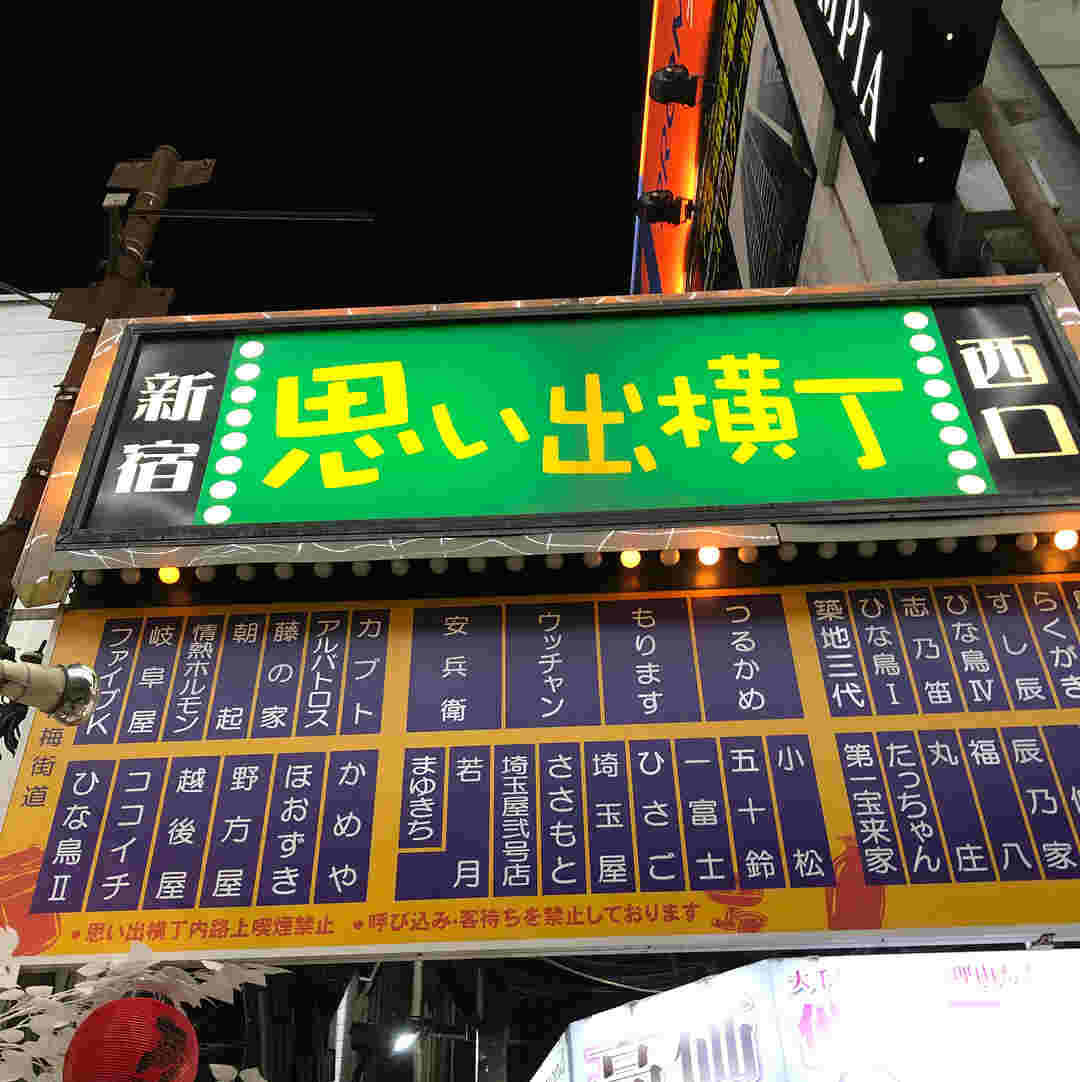 MPIA
新宿
思い出横丁
西口
ファイブK
岐阜屋
情熱ホルモン
朝起
藤の家
アルバトロス
カブト
安兵衛
ウッチャン
もります
つるかめ
築地三代
ひな鳥I
志乃笛
ひな鳥IV
すし辰
らくがき
梅街道
ひな鳥II
ココイチ
越後屋
野方屋
ほおずき
かめや
まゆきち
若月
埼玉屋弐号店
ささもと
埼玉屋
ひさご
一富士
五十鈴
小松
第一宝来家
たっちゃん
丸
福庄
八
辰乃家
•思い出横丁内路上喫煙禁止 •呼び込み・客待ちを禁止しております